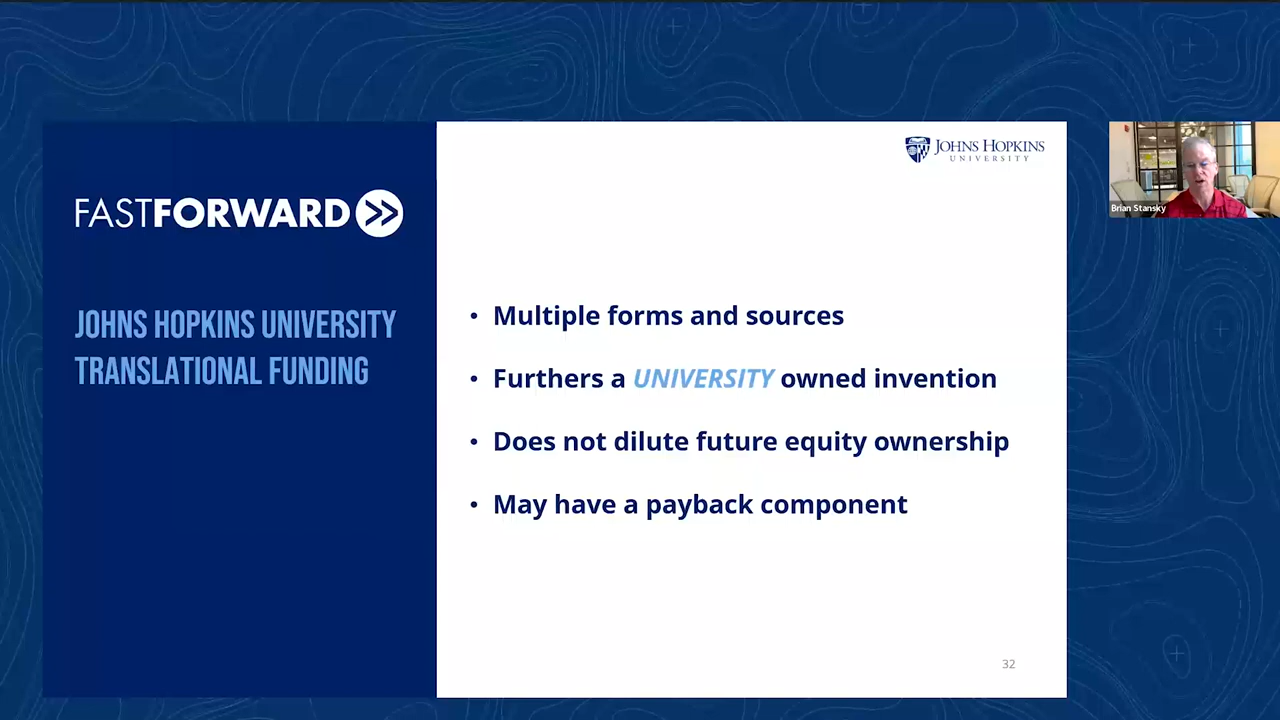 FASTFORWARD
JOHNS HOPKINS UNIVERSITY
TRANSLATIONAL FUNDING
JOHNS HOPKINS
UNIVERSITY
• Multiple forms and sources
• Furthers a UNIVERSITY owned invention
• Does not dilute future equity ownership
• May have a payback component
32
Brian Stansky